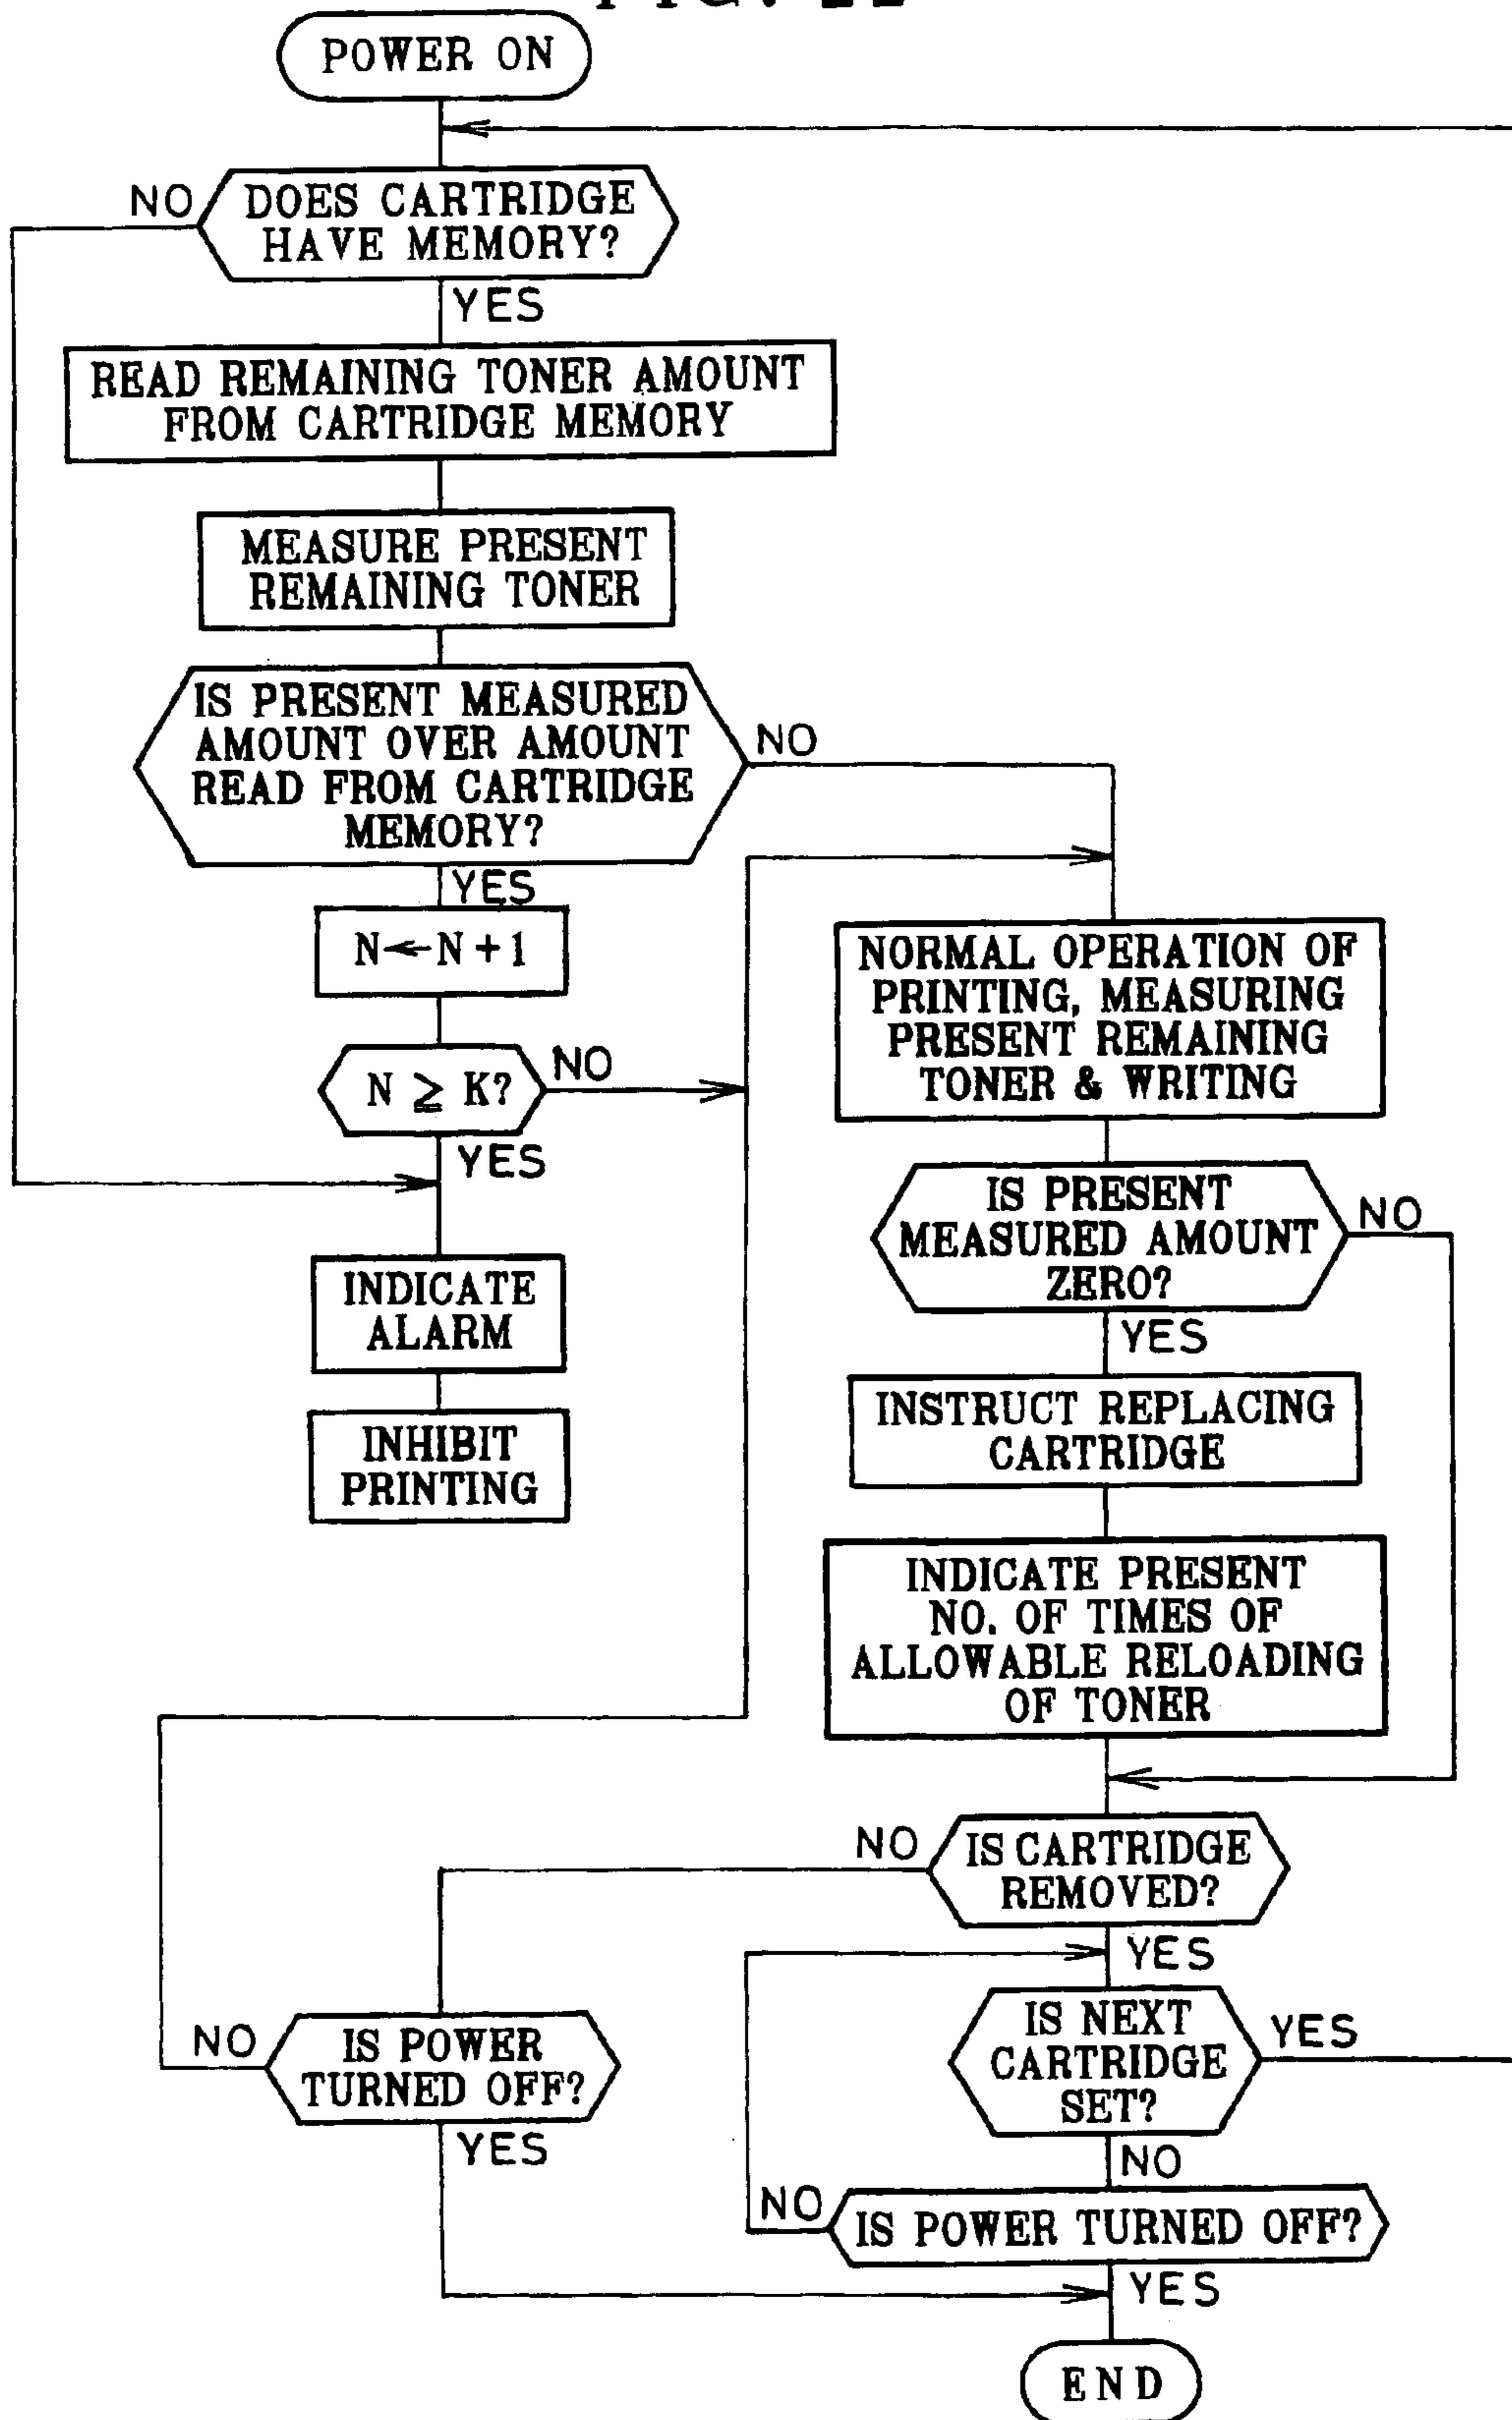 POWER ON
NO
DOES CARTRIDGE
HAVE MEMORY?
YES
READ REMAINING TONER AMOUNT
FROM CARTRIDGE MEMORY
MEASURE PRESENT
REMAINING TONER
IS PRESENT MEASURED
AMOUNT OVER AMOUNT
READ FROM CARTRIDGE
MEMORY?
NO
YES
N←N+1
N ≧ K?
NO
YES
INDICATE
ALARM
INHIBIT
PRINTING
NORMAL OPERATION OF
PRINTING, MEASURING
PRESENT REMAINING
TONER & WRITING
IS PRESENT
MEASURED AMOUNT
ZERO?
NO
YES
INSTRUCT REPLACING
CARTRIDGE
INDICATE PRESENT
NO. OF TIMES OF
ALLOWABLE RELOADING
OF TONER
NO
IS CARTRIDGE
REMOVED?
YES
NO
IS POWER
TURNED OFF?
YES
IS NEXT
CARTRIDGE
SET?
YES
NO
NO
IS POWER TURNED OFF?
YES
END